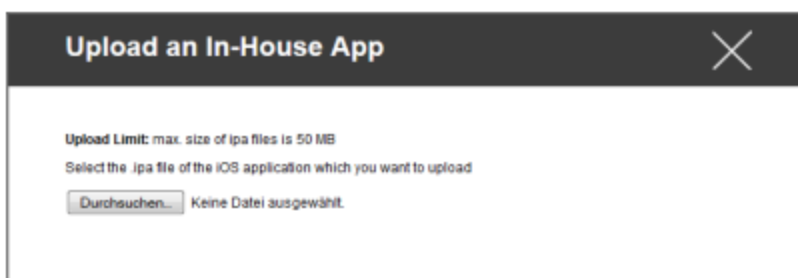 Upload an In-House App
Upload Limit: max. size of ipa files is 50 MB
Select the .ipa file of the iOS application which you want to upload
Durchsuchen... Keine Datei ausgewählt.